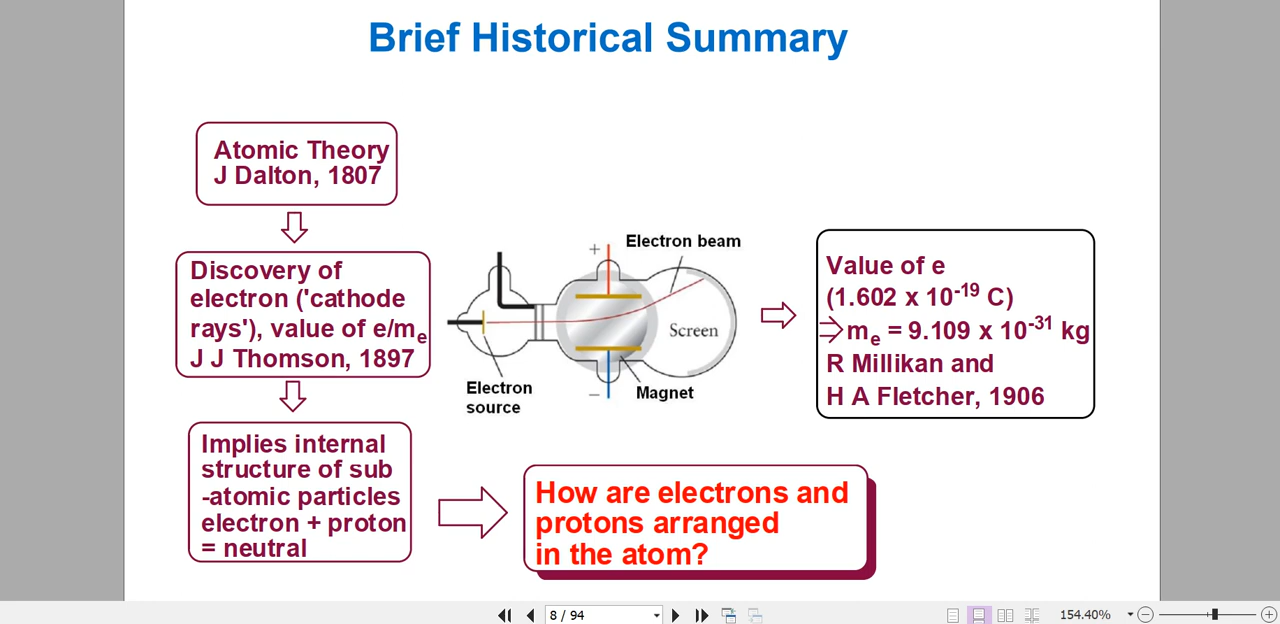 Brief Historical Summary
Atomic Theory
J Dalton, 1807
Discovery of
electron ('cathode
rays'), value of e/mₑ
J J Thomson, 1897
Implies internal
structure of sub
-atomic particles
electron + proton
= neutral
+
Electron beam
Screen
Electron
source
Magnet
–
Value of e
(1.602 x 10⁻¹⁹ C)
⇒mₑ = 9.109 x 10⁻³¹ kg
R Millikan and
H A Fletcher, 1906
How are electrons and
protons arranged
in the atom?
8 / 94
154.40%